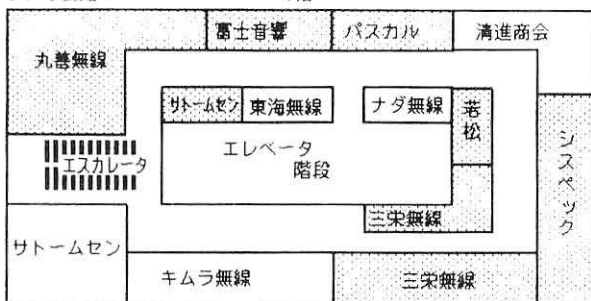 丸善無線
富士音響
パスカル
清進商会
サトームセン
東海無線
ナダ無線
若松
エレベータ
階段
エスカレータ
シスペック
三栄無線
サトームセン
キムラ無線
三栄無線